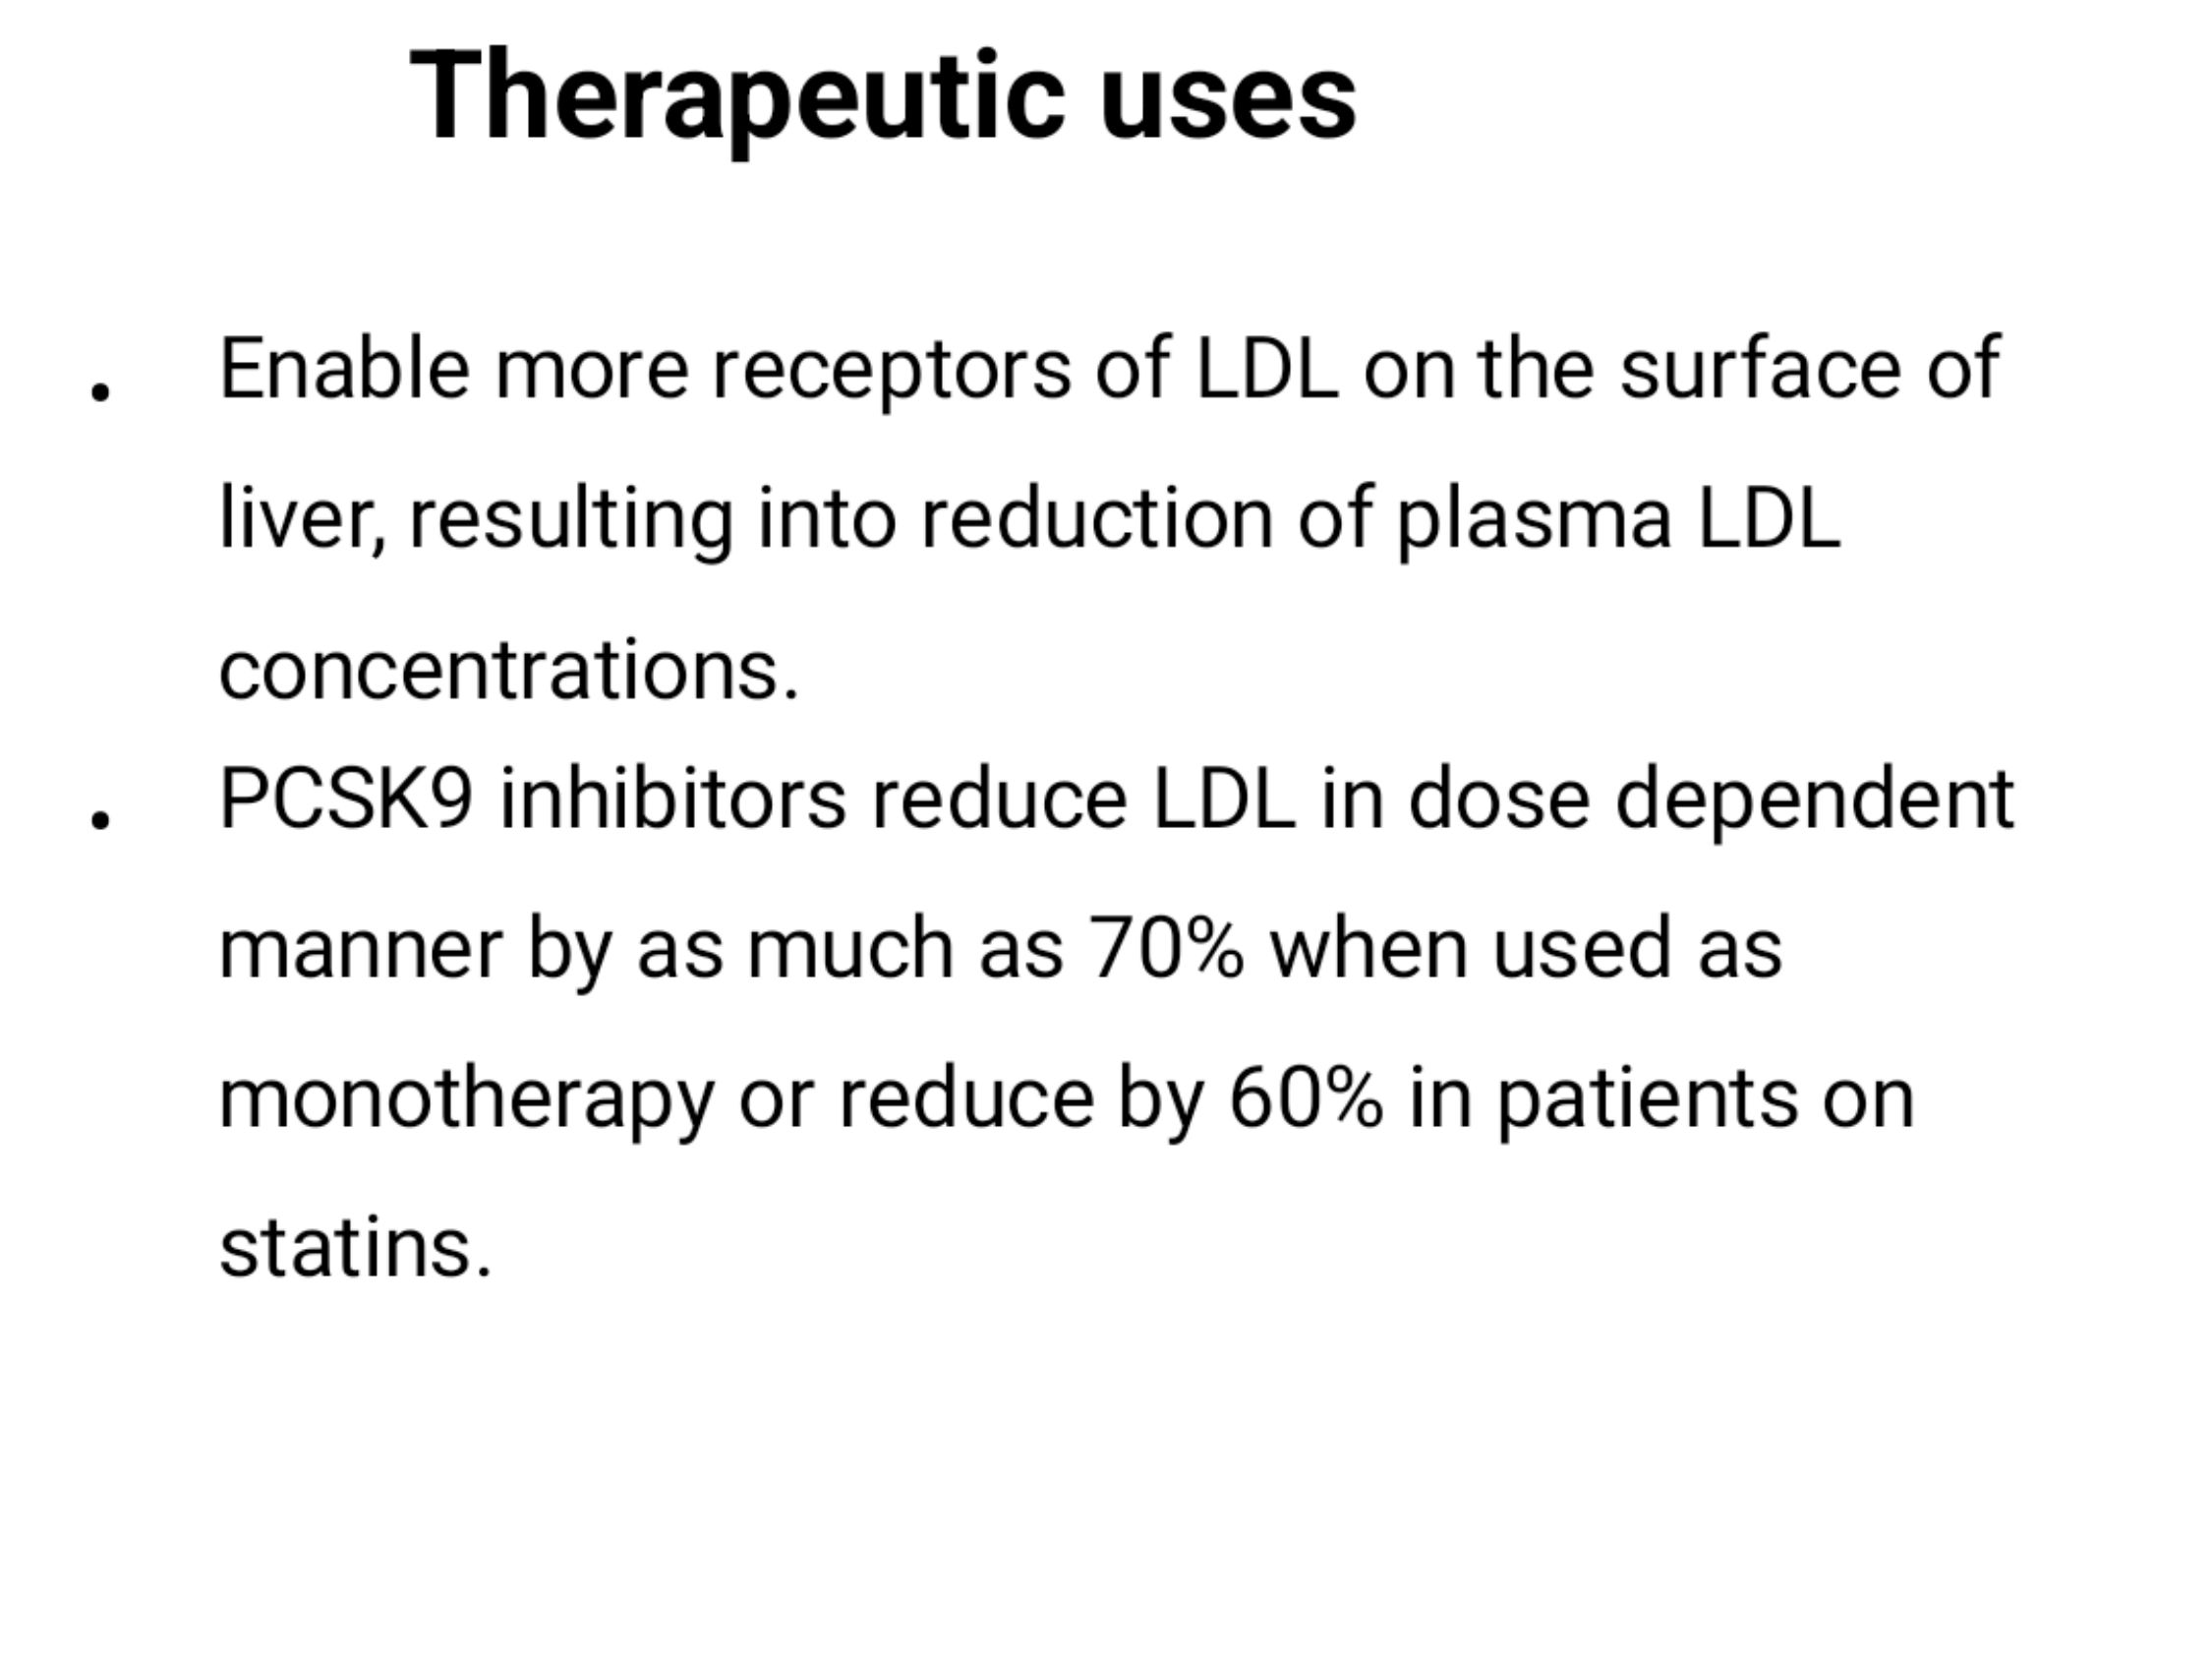 Therapeutic uses
• Enable more receptors of LDL on the surface of
liver, resulting into reduction of plasma LDL
concentrations.
• PCSK9 inhibitors reduce LDL in dose dependent
manner by as much as 70% when used as
monotherapy or reduce by 60% in patients on
statins.